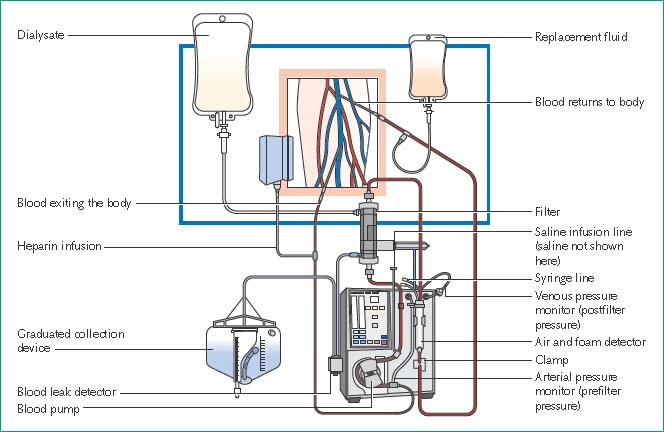 Dialysate
Replacement fluid
Blood returns to body
Blood exiting the body
Filter
Heparin infusion
Saline infusion line
(saline not shown
here)
Syringe line
Venous pressure
monitor (postfilter
pressure)
Graduated collection
device
Air and foam detector
Clamp
Blood leak detector
Arterial pressure
monitor (prefilter
pressure)
Blood pump